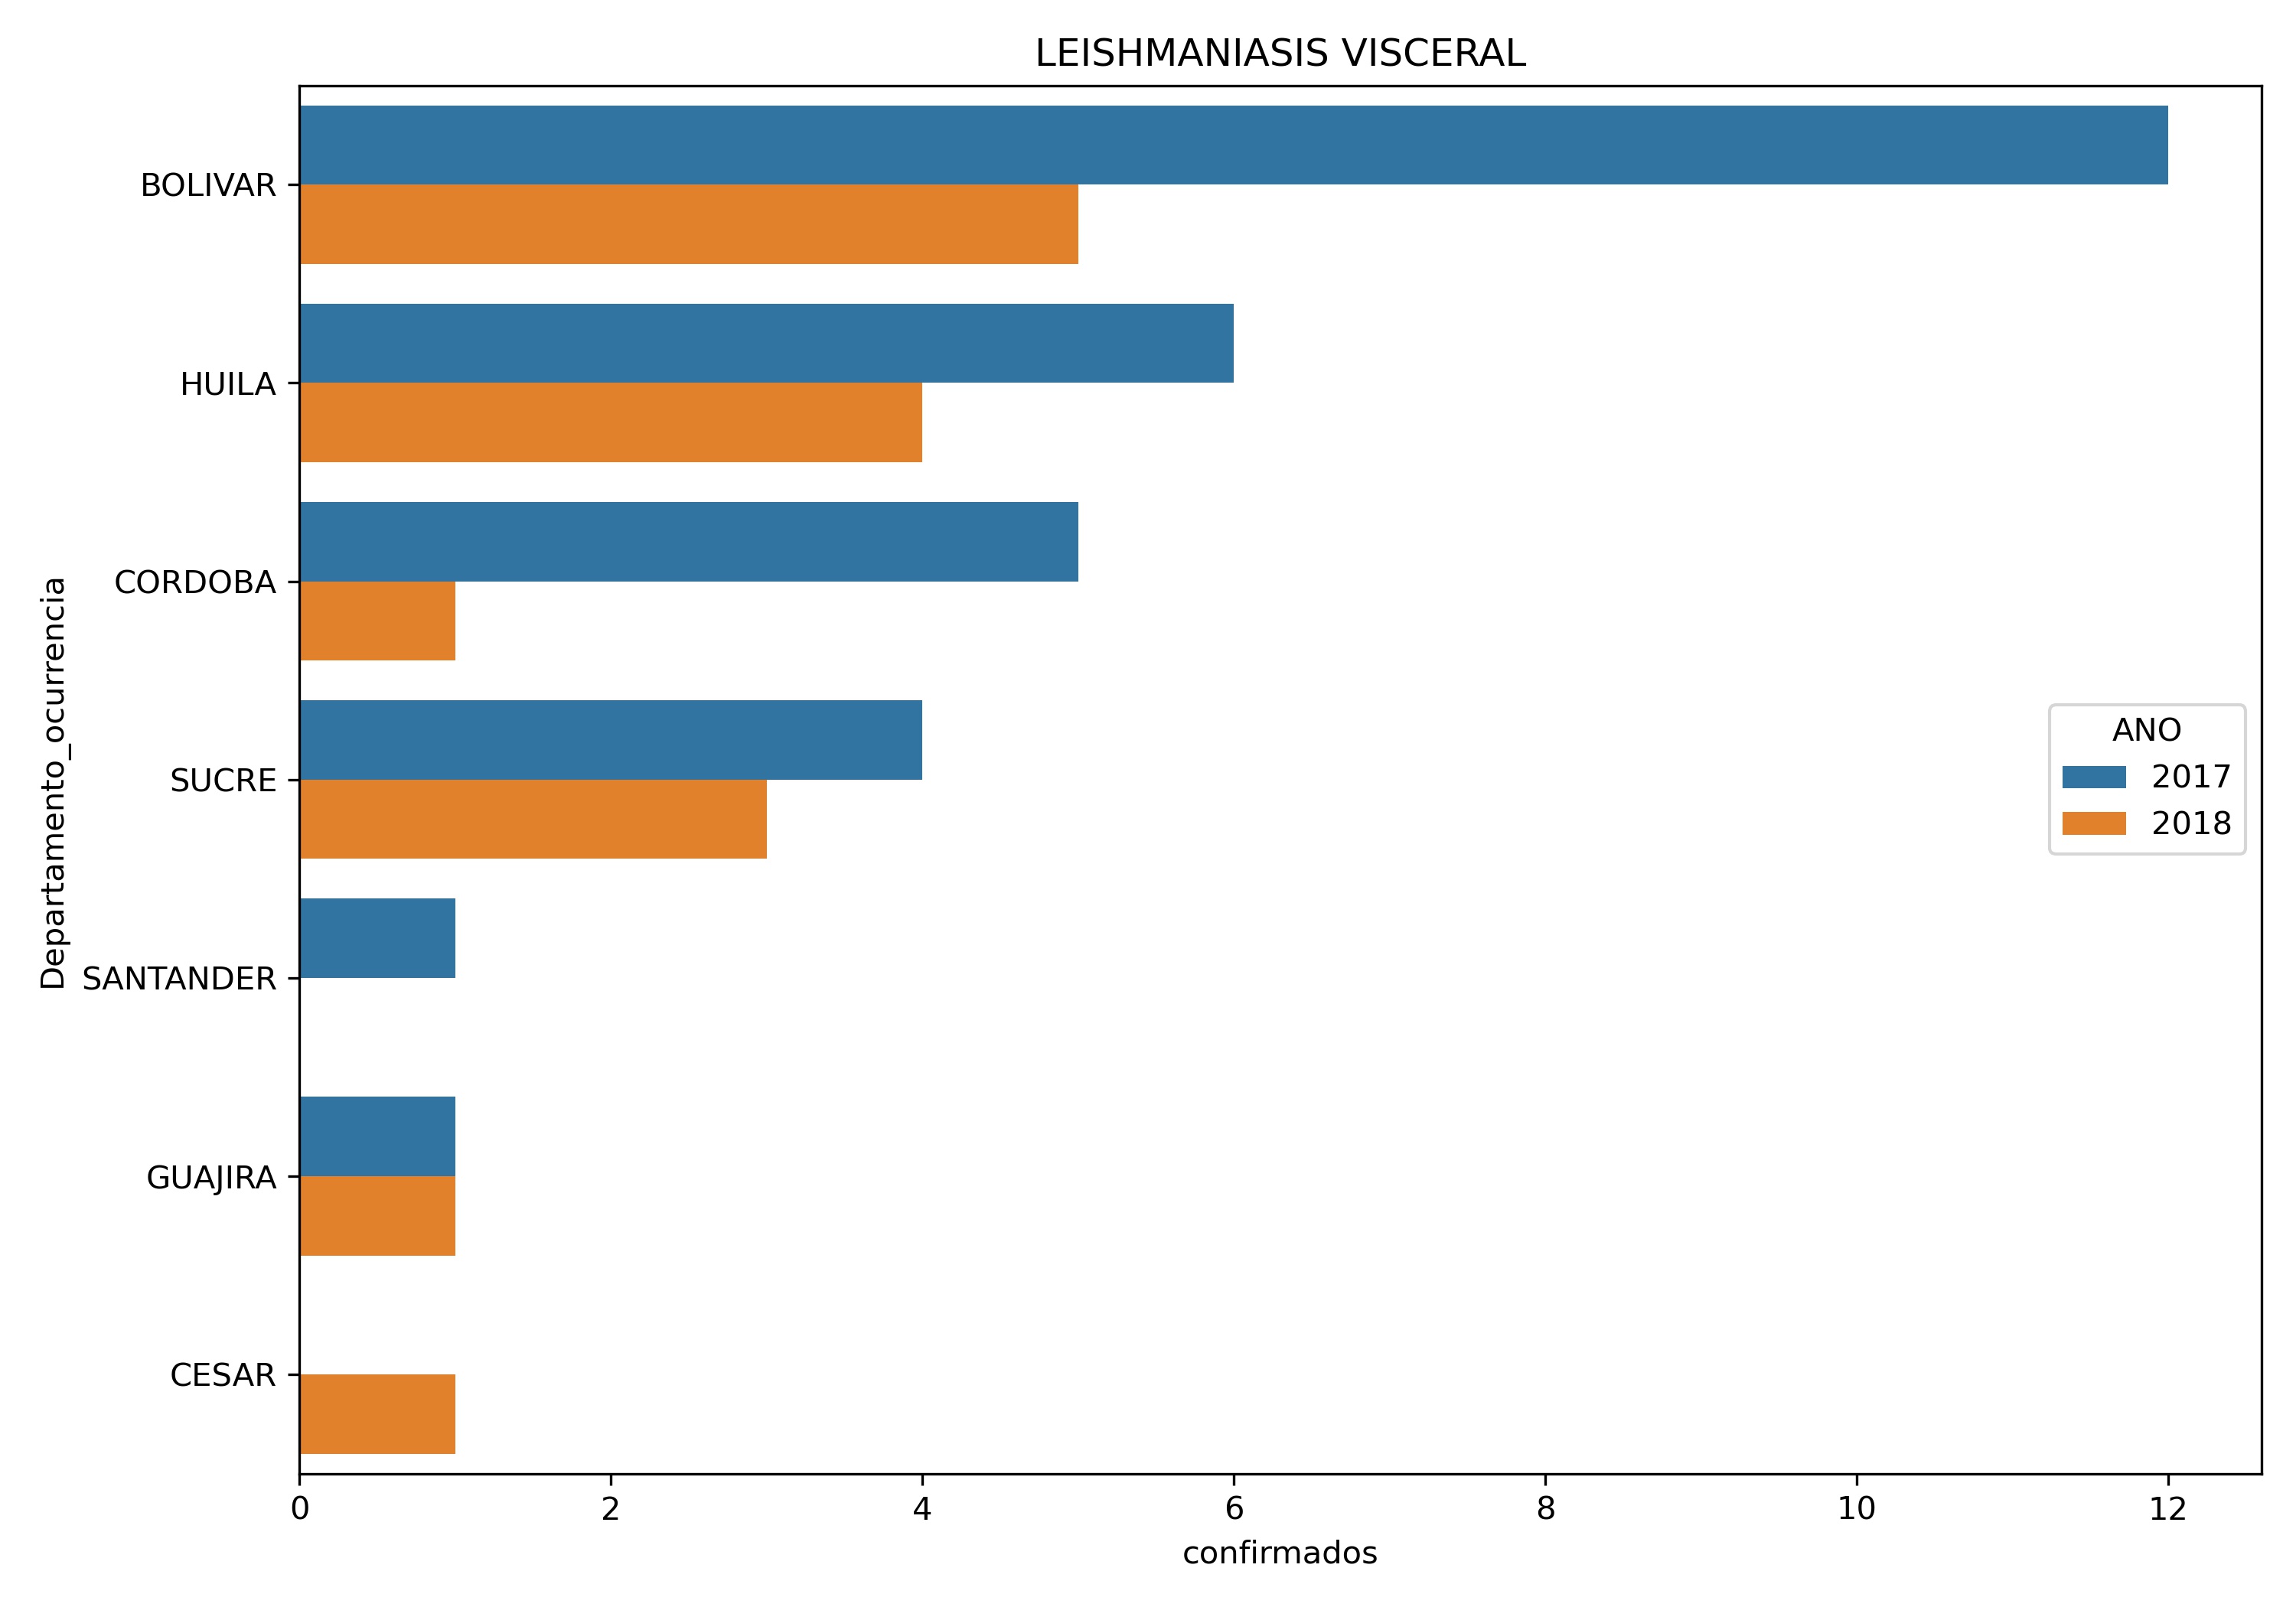 LEISHMANIASIS VISCERAL
Departamento_ocurrencia
BOLIVAR
HUILA
CORDOBA
SUCRE
SANTANDER
GUAJIRA
CESAR
ANO
2017
2018
0 2 4 6 8 10 12
confirmados